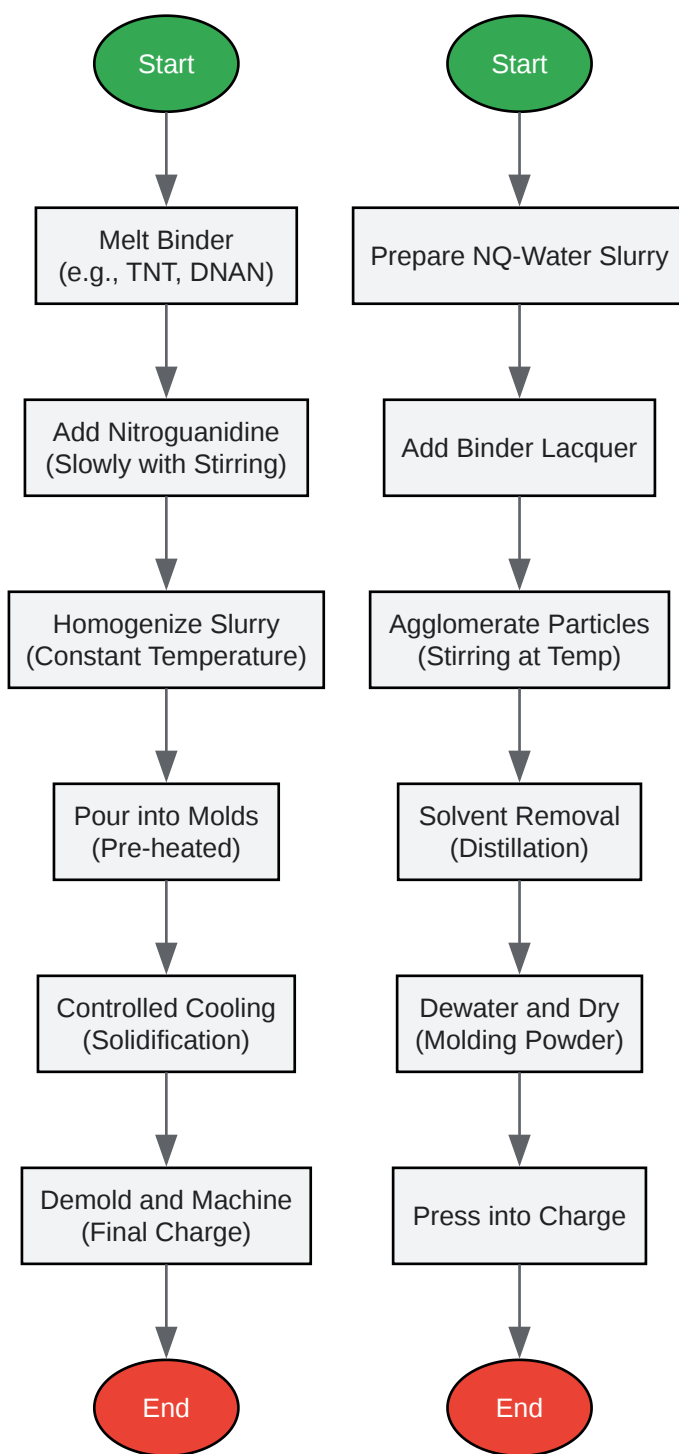 Start
Melt Binder
(e.g., TNT, DNAN)
Add Nitroguanidine
(Slowly with Stirring)
Homogenize Slurry
(Constant Temperature)
Pour into Molds
(Pre-heated)
Controlled Cooling
(Solidification)
Demold and Machine
(Final Charge)
End
Start
Prepare NQ-Water Slurry
Add Binder Lacquer
Agglomerate Particles
(Stirring at Temp)
Solvent Removal
(Distillation)
Dewater and Dry
(Molding Powder)
Press into Charge
End